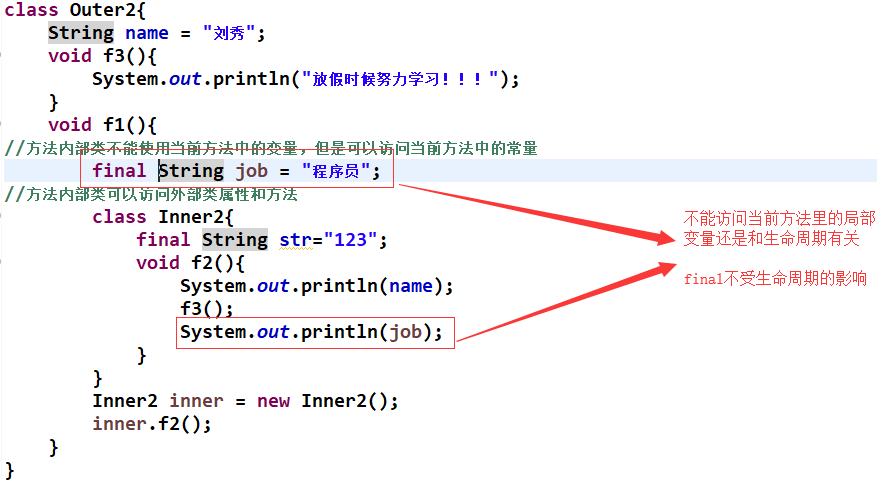 class Outer2{
String name = "刘秀";
void f3(){
System.out.println("放假时候努力学习！！！");
}
void f1(){
//方法内部类不能使用当前方法中的变量，但是可以访问当前方法中的常量
final String job = "程序员";
//方法内部类可以访问外部类属性和方法
class Inner2{
final String str="123";
void f2(){
System.out.println(name);
f3();
System.out.println(job);
}
}
Inner2 inner = new Inner2();
inner.f2();
}
}
不能访问当前方法里的局部
变量还是和生命周期有关
final不受生命周期的影响